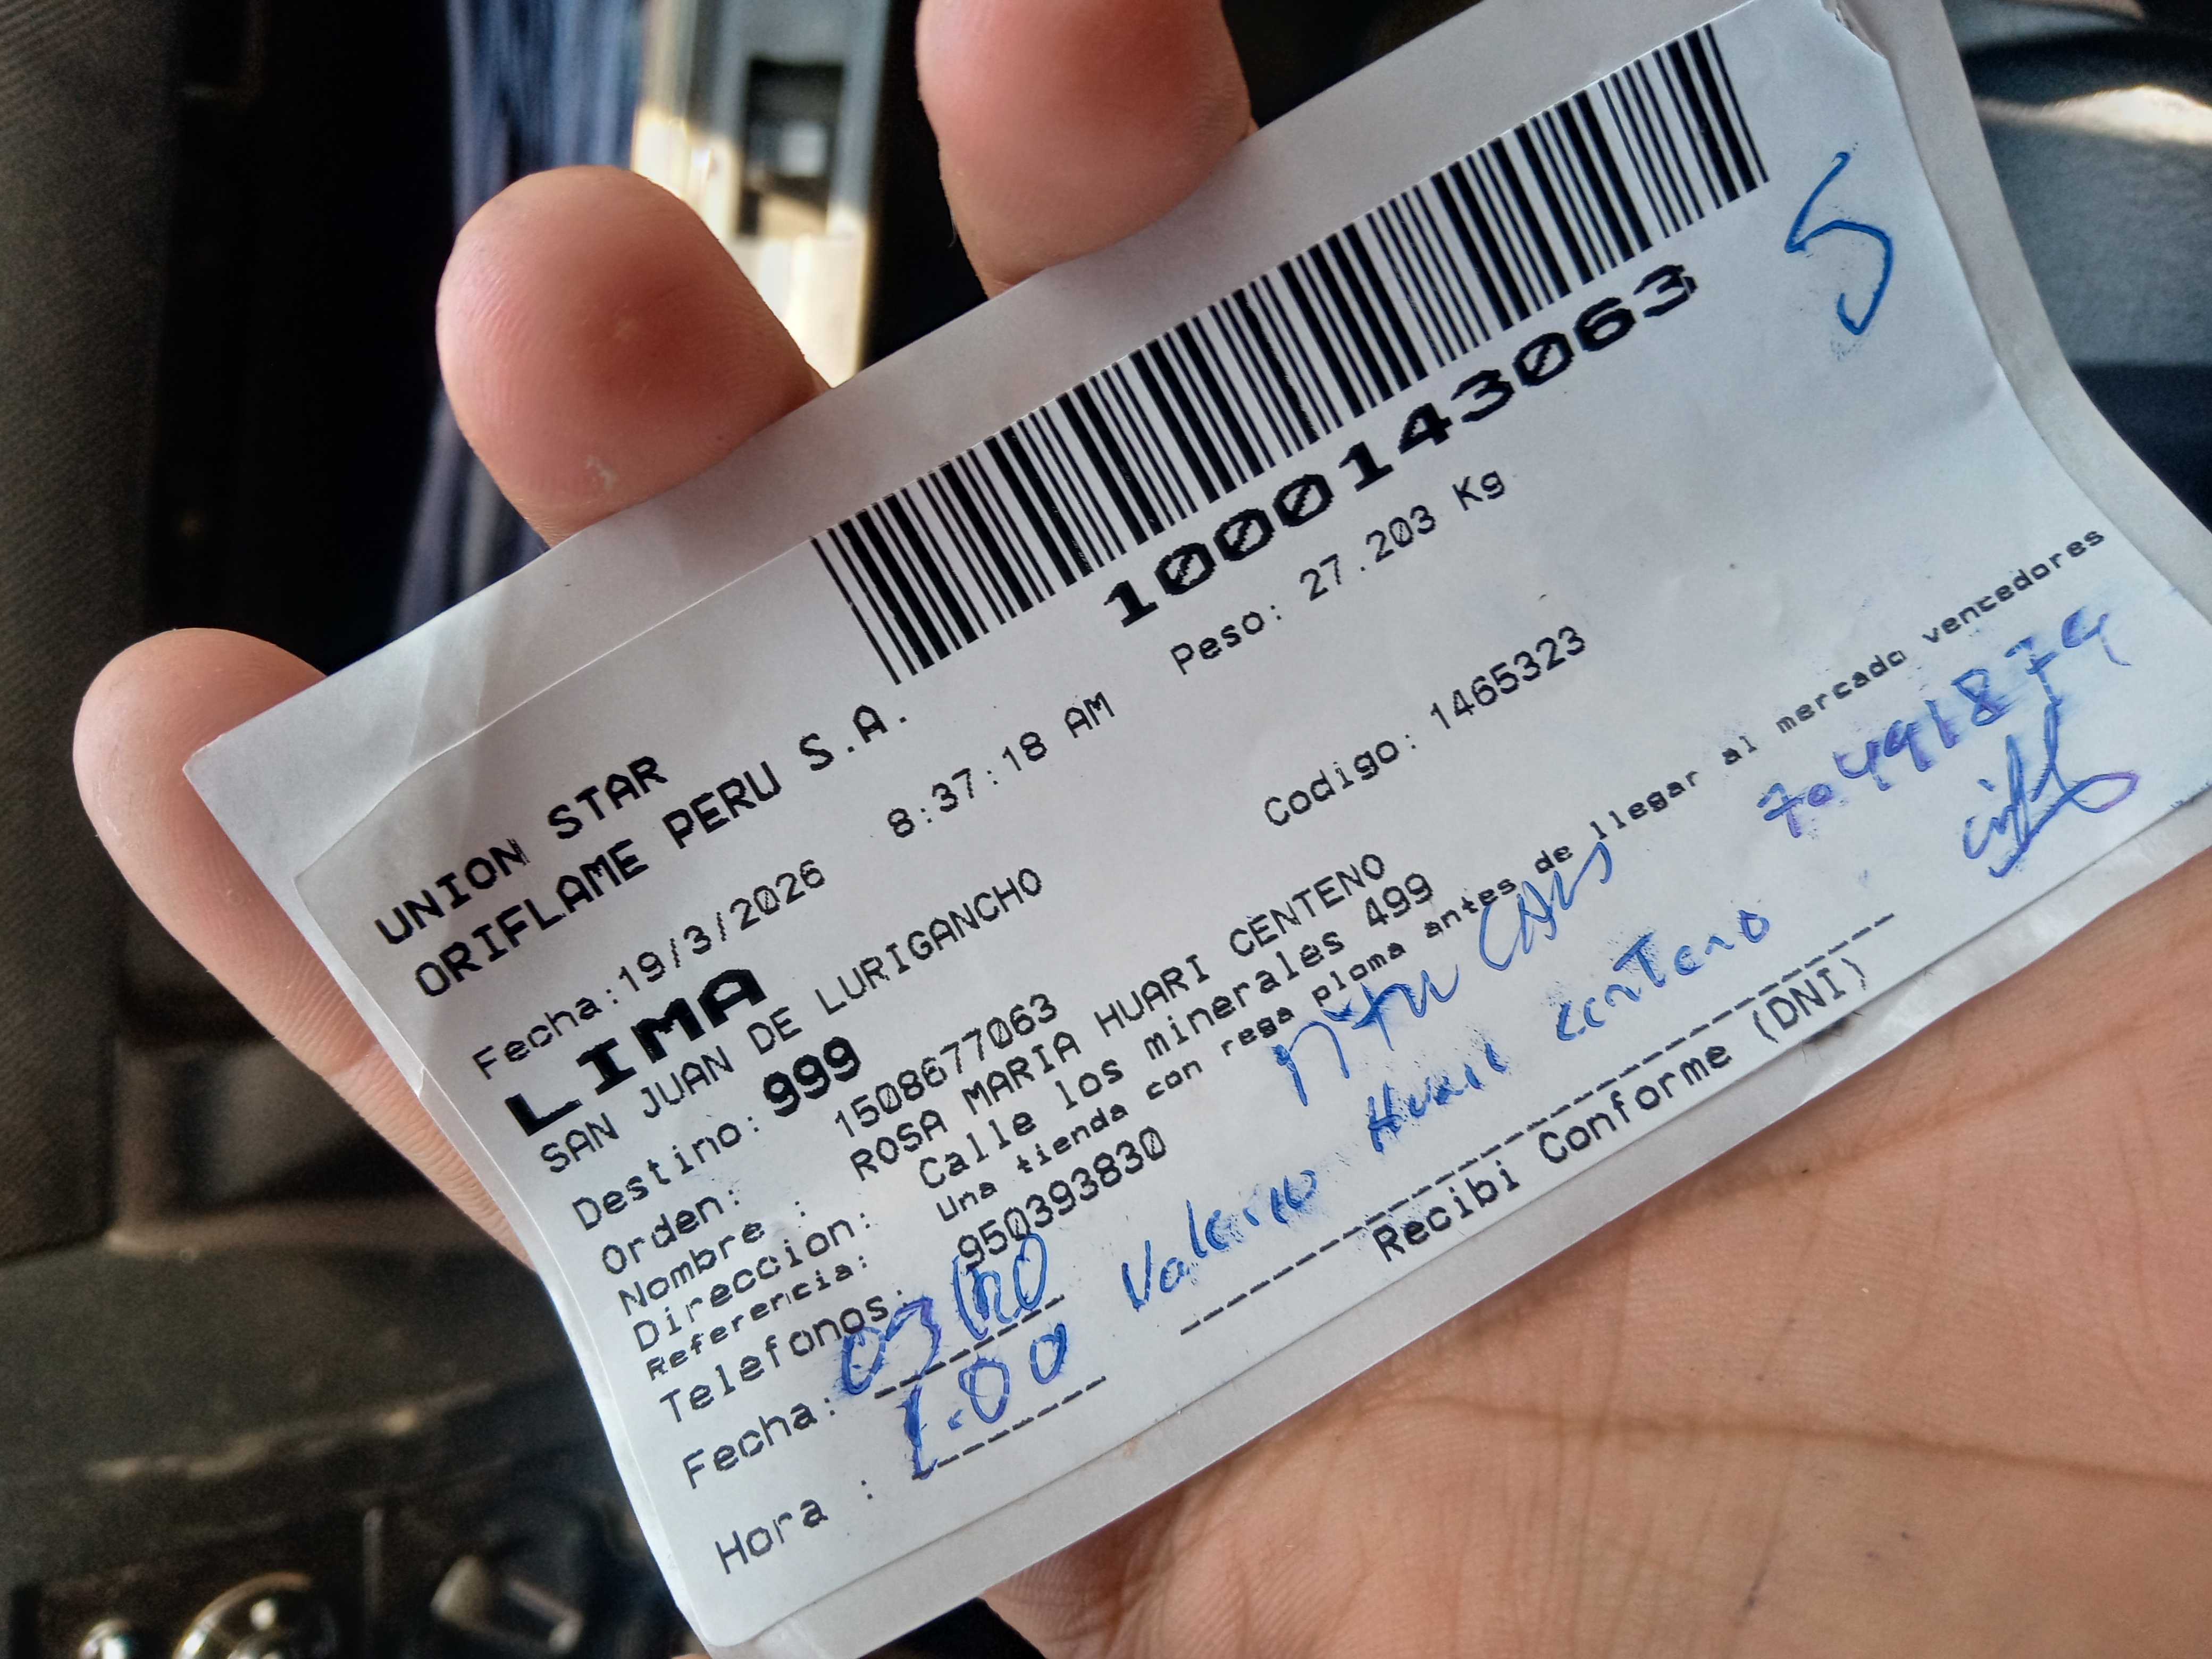 5
1000143063
UNION STAR
ORIFLAME PERU S.A.
Fecha:19/3/2026 8:37:18 AM Peso: 27.203 Kg
LIMA
SAN JUAN DE LURIGANCHO
Destino: 999 Codigo: 1465323
Orden: 1508677063
Nombre : ROSA MARIA HUARI CENTENO
Direccion: Calle los minerales 499
Referencia: Una tienda con rega ploma antes de llegar al mercado vencedores
Telefonos: 950393830
70491879
Valerino Huari centeno
Fecha:
Hora : 1.00
Recibi Conforme (DNI)